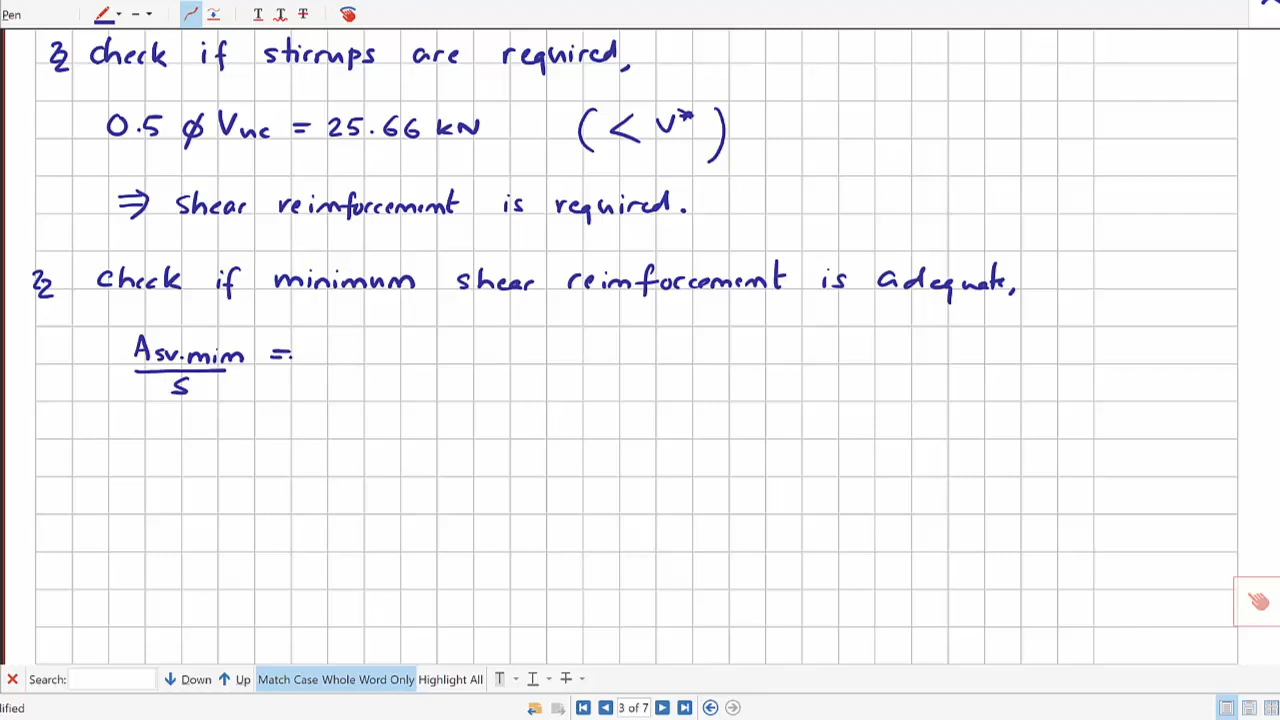 Pen
T T T
વ check if stirrups are required,
0.5 ϕ Vuc = 25.66 kN (< V*)
⇒ shear reinforcement is required.
વ check if minimum shear reinforcement is adequate,
Asv.min / s =
Search: Down Up Match Case Whole Word Only Highlight All T T T
ified 3 of 7